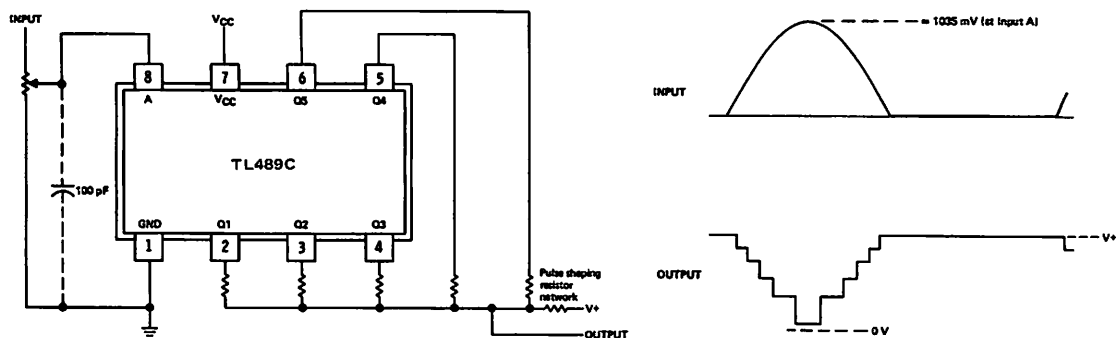 INPUT
VCC
8
7
6
5
A
VCC
Q5
Q4
TL489C
100 pF
GND
Q1
Q2
Q3
1
2
3
4
Pulse shaping
resistor
network
V+
OUTPUT
≈ 1035 mV (at Input A)
INPUT
V+
OUTPUT
0 V